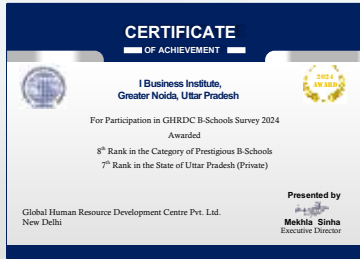 CERTIFICATE
OF ACHIEVEMENT
2024
AWARD
I Business Institute,
Greater Noida, Uttar Pradesh
For Participation in GHRDC B-Schools Survey 2024
Awarded
8th Rank in the Category of Prestigious B-Schools
7th Rank in the State of Uttar Pradesh (Private)
Presented by
Global Human Resource Development Centre Pvt. Ltd.
New Delhi
Mekhla Sinha
Executive Director